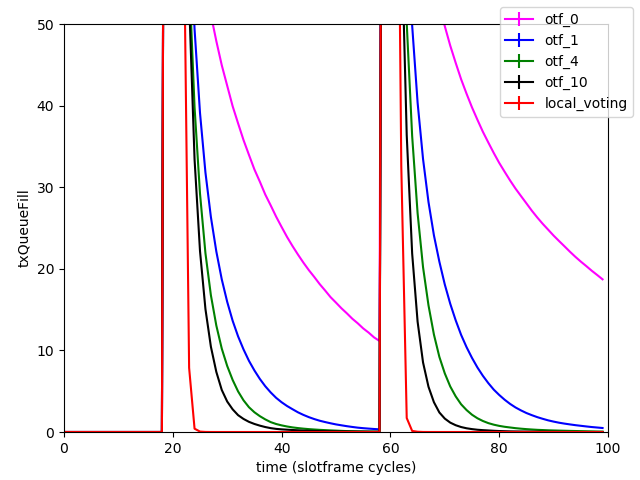 otf_0
otf_1
otf_4
otf_10
local_voting
txQueueFill
50
40
30
20
10
0
0 20 40 60 80 100
time (slotframe cycles)